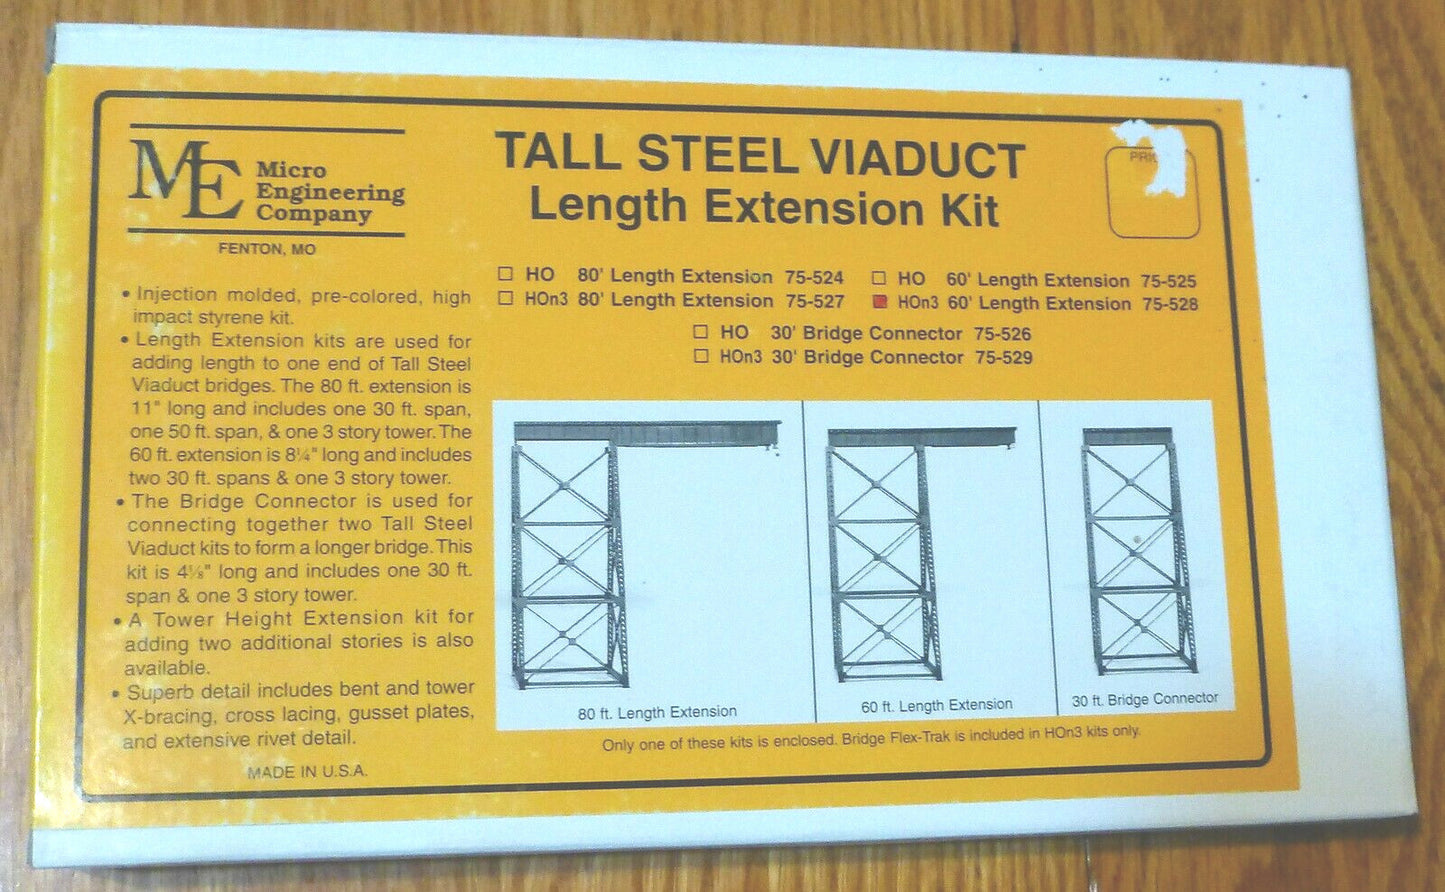 ME Micro
Engineering
Company
FENTON, MO
TALL STEEL VIADUCT
Length Extension Kit
☐ HO 80' Length Extension 75-524 ☐ HO 60' Length Extension 75-525
☐ HOn3 80' Length Extension 75-527 ■ HOn3 60' Length Extension 75-528
☐ HO 30' Bridge Connector 75-526
☐ HOn3 30' Bridge Connector 75-529
• Injection molded, pre-colored, high
impact styrene kit.
• Length Extension kits are used for
adding length to one end of Tall Steel
Viaduct bridges. The 80 ft. extension is
11" long and includes one 30 ft. span,
one 50 ft. span, & one 3 story tower. The
60 ft. extension is 8¼" long and includes
two 30 ft. spans & one 3 story tower.
• The Bridge Connector is used for
connecting together two Tall Steel
Viaduct kits to form a longer bridge. This
kit is 4⅛" long and includes one 30 ft.
span & one 3 story tower.
• A Tower Height Extension kit for
adding two additional stories is also
available.
• Superb detail includes bent and tower
X-bracing, cross lacing, gusset plates,
and extensive rivet detail.
MADE IN U.S.A.
80 ft. Length Extension
60 ft. Length Extension
30 ft. Bridge Connector
Only one of these kits is enclosed. Bridge Flex-Trak is included in HOn3 kits only.